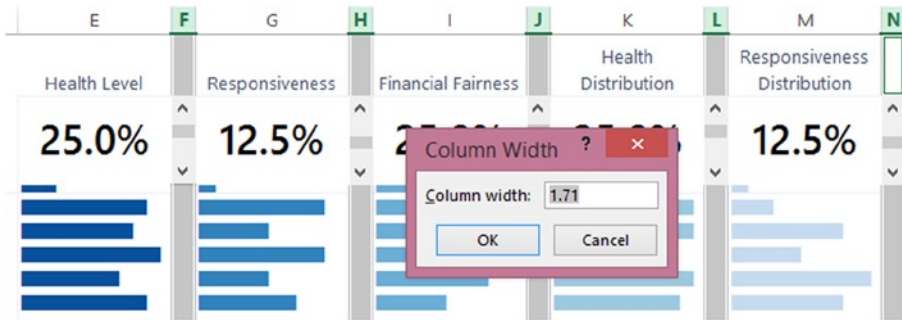 E F G H I J K L M N
Health Level
Responsiveness
Financial Fairness
Health
Distribution
Responsiveness
Distribution
25.0%
12.5%
12.5%
Column Width ? ×
Column width: 1.71
OK Cancel